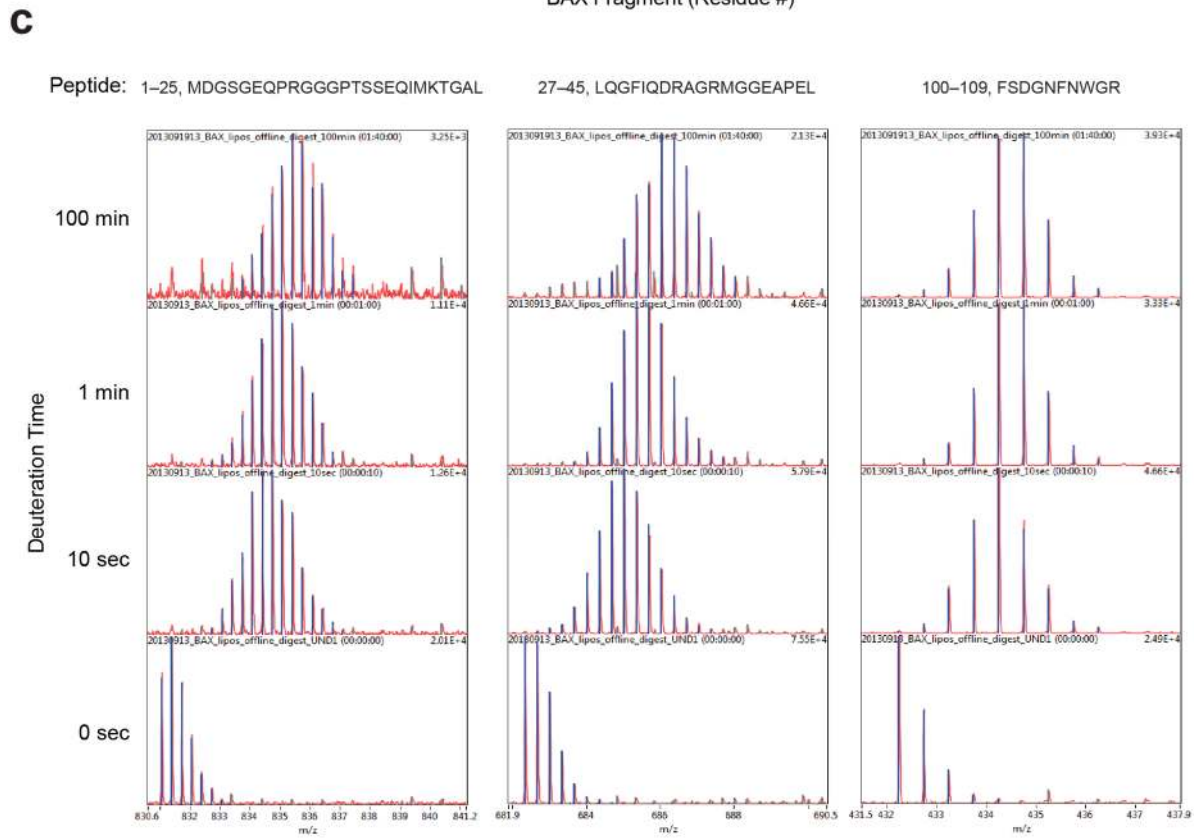 BAX Fragment (Residue #)
c
Peptide: 1–25, MDGSGEQPRGGGPTSSEQIMKTGAL 27–45, LQGFIQDRAGRMGGEAPEL 100–109, FSDGNFNWGR
Deuteration Time
100 min
2013091913_BAX_lipos_offline_digest_100min (01:40:00) 3.25E+3
2013091913_BAX_lipos_offline_digest_100min (01:40:00) 2.13E+4
2013091913_BAX_lipos_offline_digest_100min (01:40:00) 3.93E+4
1 min
20130913_BAX_lipos_offline_digest_1min (00:01:00) 1.11E+4
20130913_BAX_lipos_offline_digest_1min (00:01:00) 4.66E+4
20130913_BAX_lipos_offline_digest_1min (00:01:00) 3.33E+4
10 sec
20130913_BAX_lipos_offline_digest_10sec (00:00:10) 1.26E+4
20130913_BAX_lipos_offline_digest_10sec (00:00:10) 5.79E+4
20130913_BAX_lipos_offline_digest_10sec (00:00:10) 4.66E+4
0 sec
20130913_BAX_lipos_offline_digest_UND1 (00:00:00) 2.01E+4
20130913_BAX_lipos_offline_digest_UND1 (00:00:00) 7.55E+4
20130913_BAX_lipos_offline_digest_UND1 (00:00:00) 2.49E+4
830.6 832 833 834 835 836 837 838 839 840 841.2
m/z
681.9 684 686 688 690.5
m/z
431.5 432 433 434 435 436 437 437.9
m/z